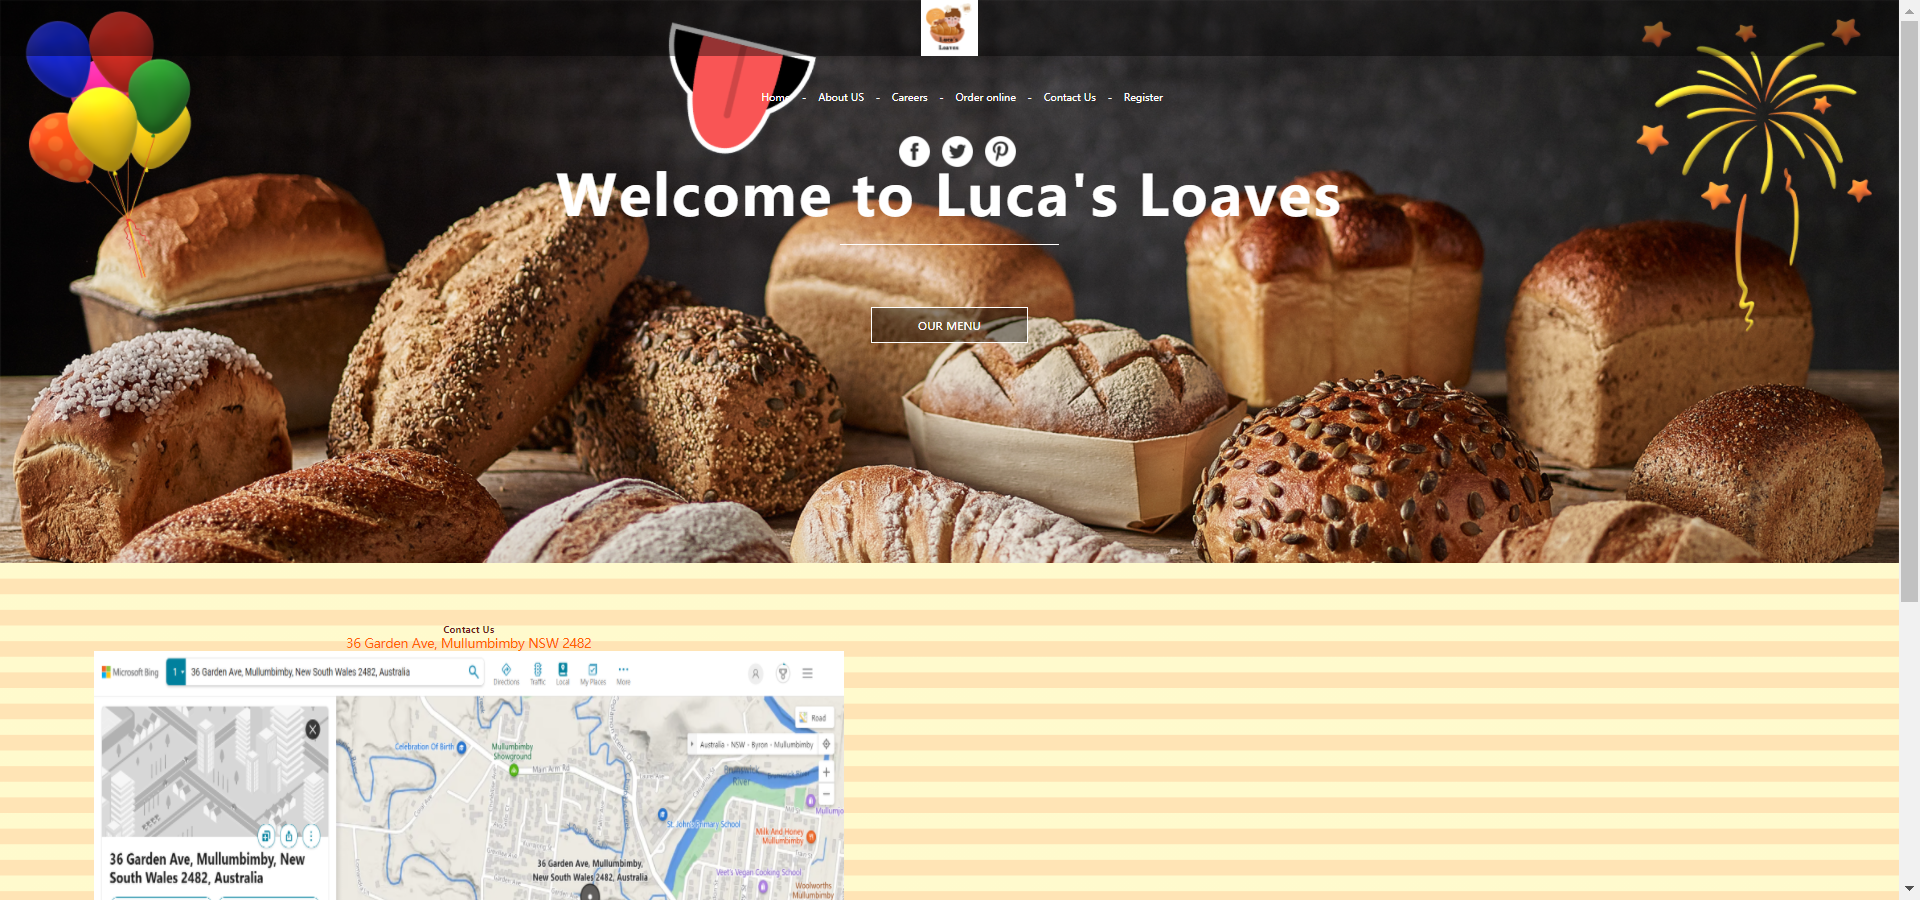 Luca's
Loaves
Home - About US - Careers - Order online - Contact Us - Register
Welcome to Luca's Loaves
OUR MENU
Contact Us
36 Garden Ave, Mullumbimby NSW 2482
Microsoft Bing
1
36 Garden Ave, Mullumbimby, New South Wales 2482, Australia
Directions
Traffic
Local
My Places
More
Road
Australia - NSW - Byron - Mullumbimby
Celebration Of Birth
Mullumbimby
Showground
Main Arm Rd
River
St. John's Primary School
Mullumbi
Milk And Honey
Mullumbimby
36 Garden Ave, Mullumbimby, New
South Wales 2482, Australia
36 Garden Ave, Mullumbimby,
New South Wales 2482, Australia
Veet's Vegan Cooking School
Woolworths
Mullumbimby